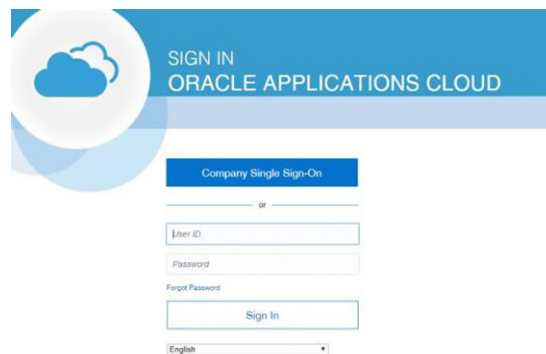 SIGN IN
ORACLE APPLICATIONS CLOUD
Company Single Sign-On
or
User ID
Password
Forgot Password
Sign In
English